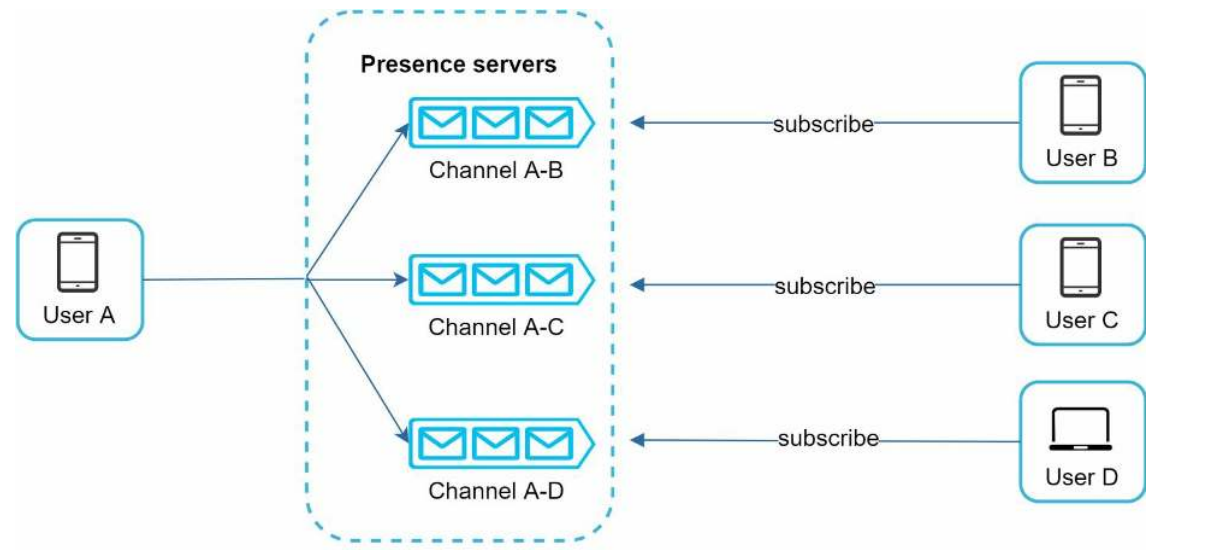 Presence servers
Channel A-B
subscribe
User B
User A
Channel A-C
subscribe
User C
Channel A-D
subscribe
User D